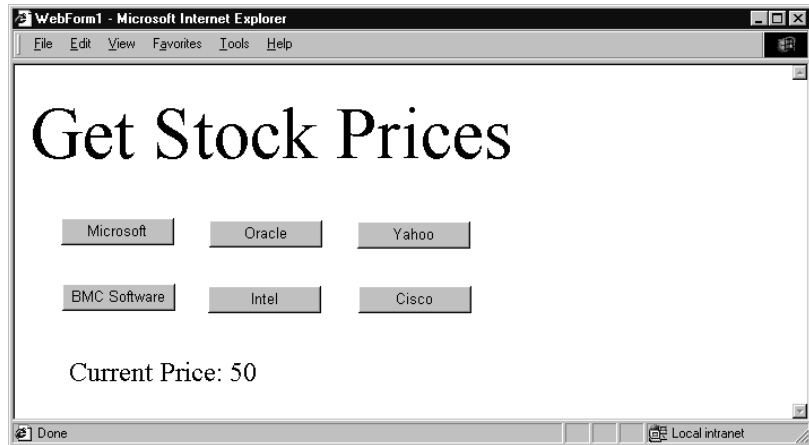 WebForm1 - Microsoft Internet Explorer
File Edit View Favorites Tools Help
Get Stock Prices
Microsoft Oracle Yahoo
BMC Software Intel Cisco
Current Price: 50
Done Local intranet